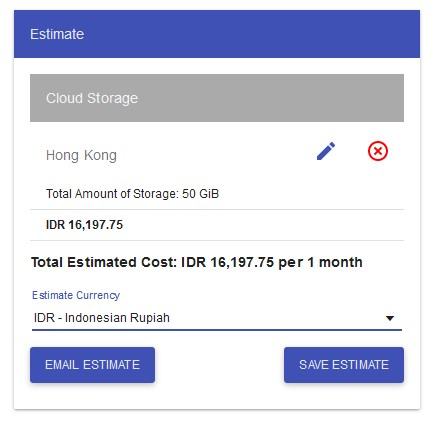 Estimate
Cloud Storage
Hong Kong
Total Amount of Storage: 50 GiB
IDR 16,197.75
Total Estimated Cost: IDR 16,197.75 per 1 month
Estimate Currency
IDR - Indonesian Rupiah
EMAIL ESTIMATE
SAVE ESTIMATE